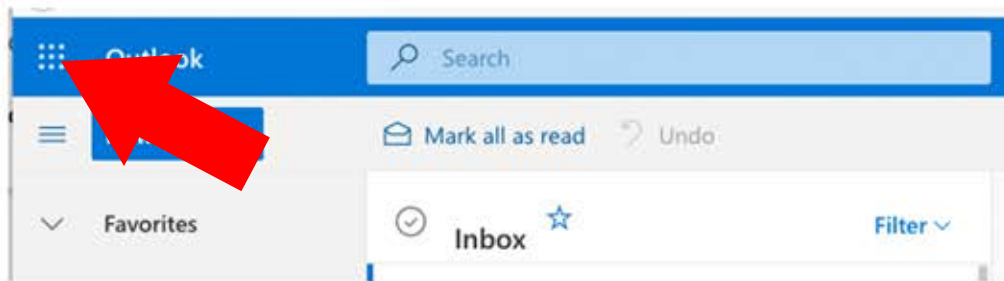 Outlook
Search
Mark all as read Undo
Favorites
Inbox
Filter